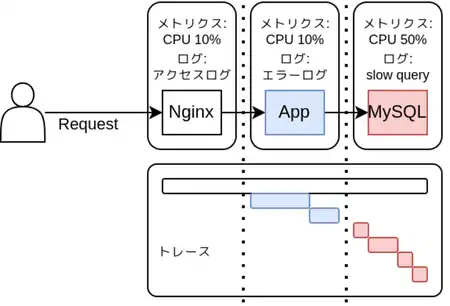 メトリクス:
CPU 10%
ログ:
アクセスログ
Nginx
メトリクス:
CPU 10%
ログ:
エラーログ
App
メトリクス:
CPU 50%
ログ:
slow query
MySQL
Request
トレース